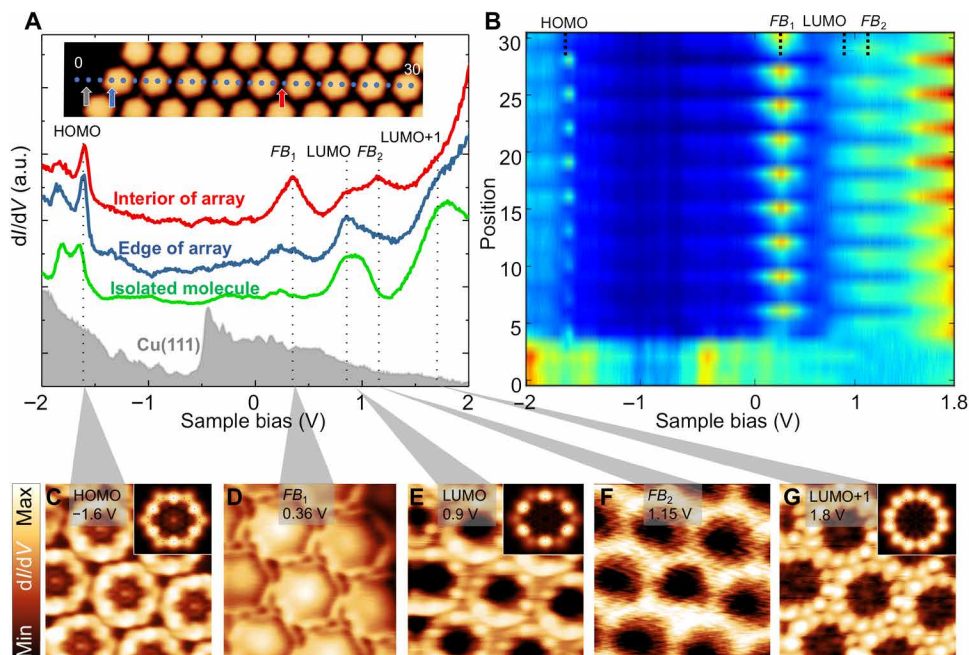 A
B
HOMO
FB1
LUMO
FB2
0
30
HOMO
FB1
LUMO
FB2
LUMO+1
Interior of array
Edge of array
Isolated molecule
Cu(111)
dI/dV (a.u.)
−2
−1
0
1
2
Sample bias (V)
Position
30
25
20
15
10
5
0
−2
−1
0
1
1.8
Sample bias (V)
Max
dI/dV
Min
C
HOMO
−1.6 V
D
FB1
0.36 V
E
LUMO
0.9 V
F
FB2
1.15 V
G
LUMO+1
1.8 V